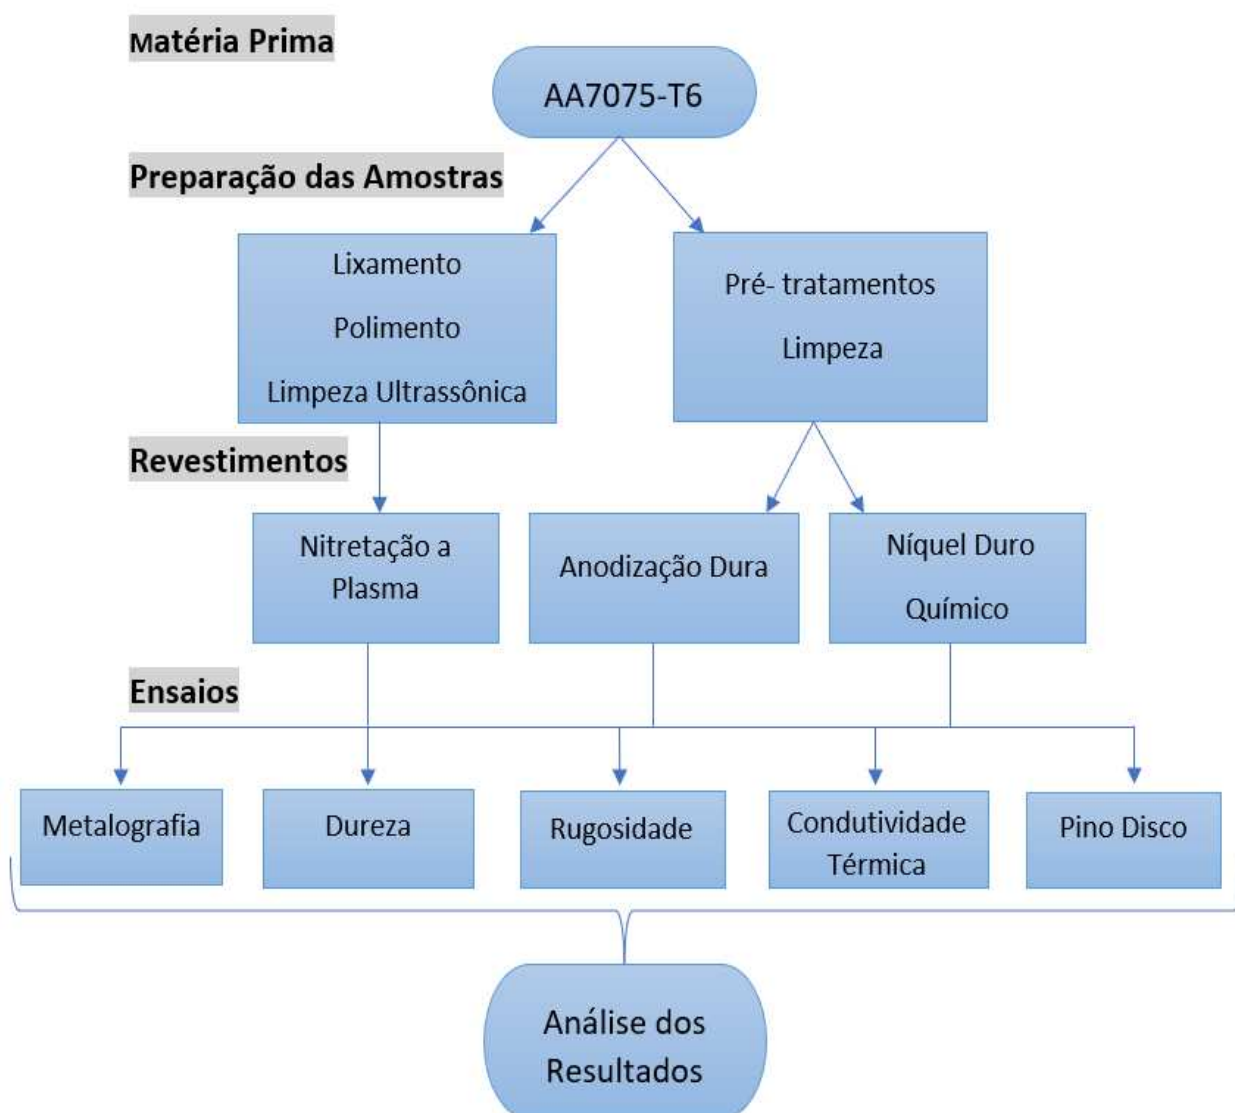 Matéria Prima
AA7075-T6
Preparação das Amostras
Lixamento
Polimento
Limpeza Ultrassônica
Pré- tratamentos
Limpeza
Revestimentos
Nitretação a
Plasma
Anodização Dura
Níquel Duro
Químico
Ensaios
Metalografia
Dureza
Rugosidade
Condutividade
Térmica
Pino Disco
Análise dos
Resultados